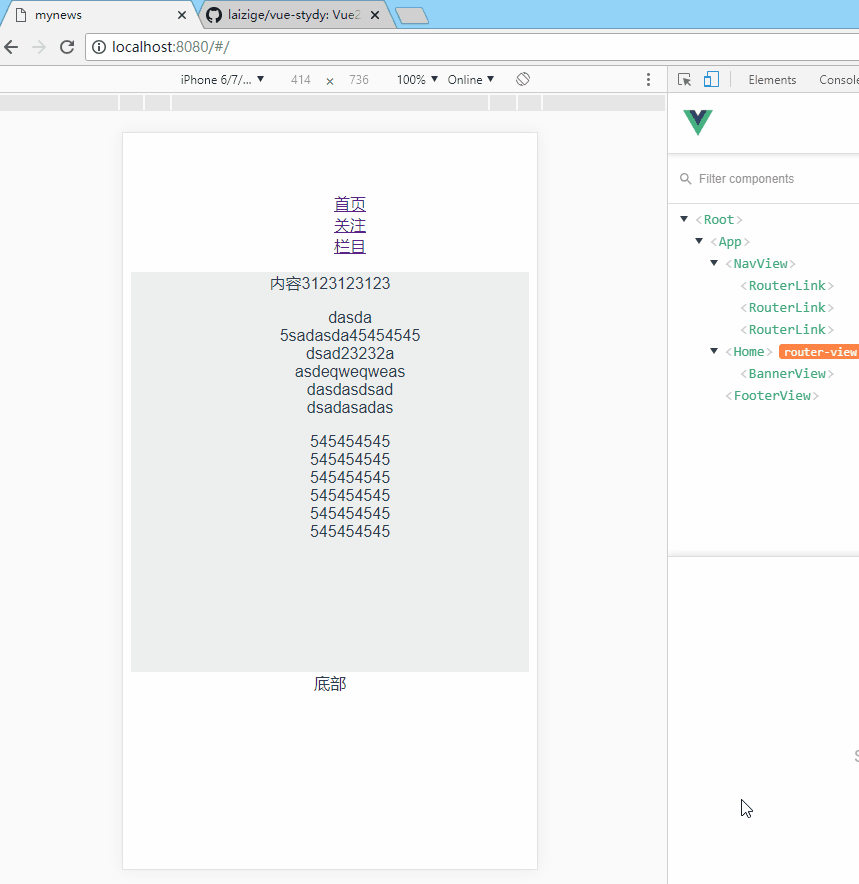 mynews
laizige/vue-stydy: Vue2
localhost:8080/#/
iPhone 6/7/... ▼ 414 × 736 100% ▼ Online ▼
Elements Console
Filter components
首页
关注
栏目
内容3123123123
dasda
5sadasda45454545
dsad23232a
asdeqweqweas
dasdasdsad
dsadasadas
545454545
545454545
545454545
545454545
545454545
545454545
底部
<Root>
<App>
<NavView>
<RouterLink>
<RouterLink>
<RouterLink>
<Home> router-view
<BannerView>
<FooterView>
S